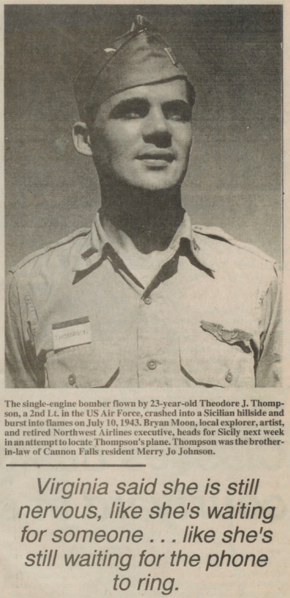 The single-engine bomber flown by 23-year-old Theodore J. Thomp-
son, a 2nd Lt. in the US Air Force, crashed into a Sicilian hillside and
burst into flames on July 10, 1943. Bryan Moon, local explorer, artist,
and retired Northwest Airlines executive, heads for Sicily next week
in an attempt to locate Thompson's plane. Thompson was the brother-
in-law of Cannon Falls resident Merry Jo Johnson.
Virginia said she is still
nervous, like she's waiting
for someone . . . like she's
still waiting for the phone
to ring.